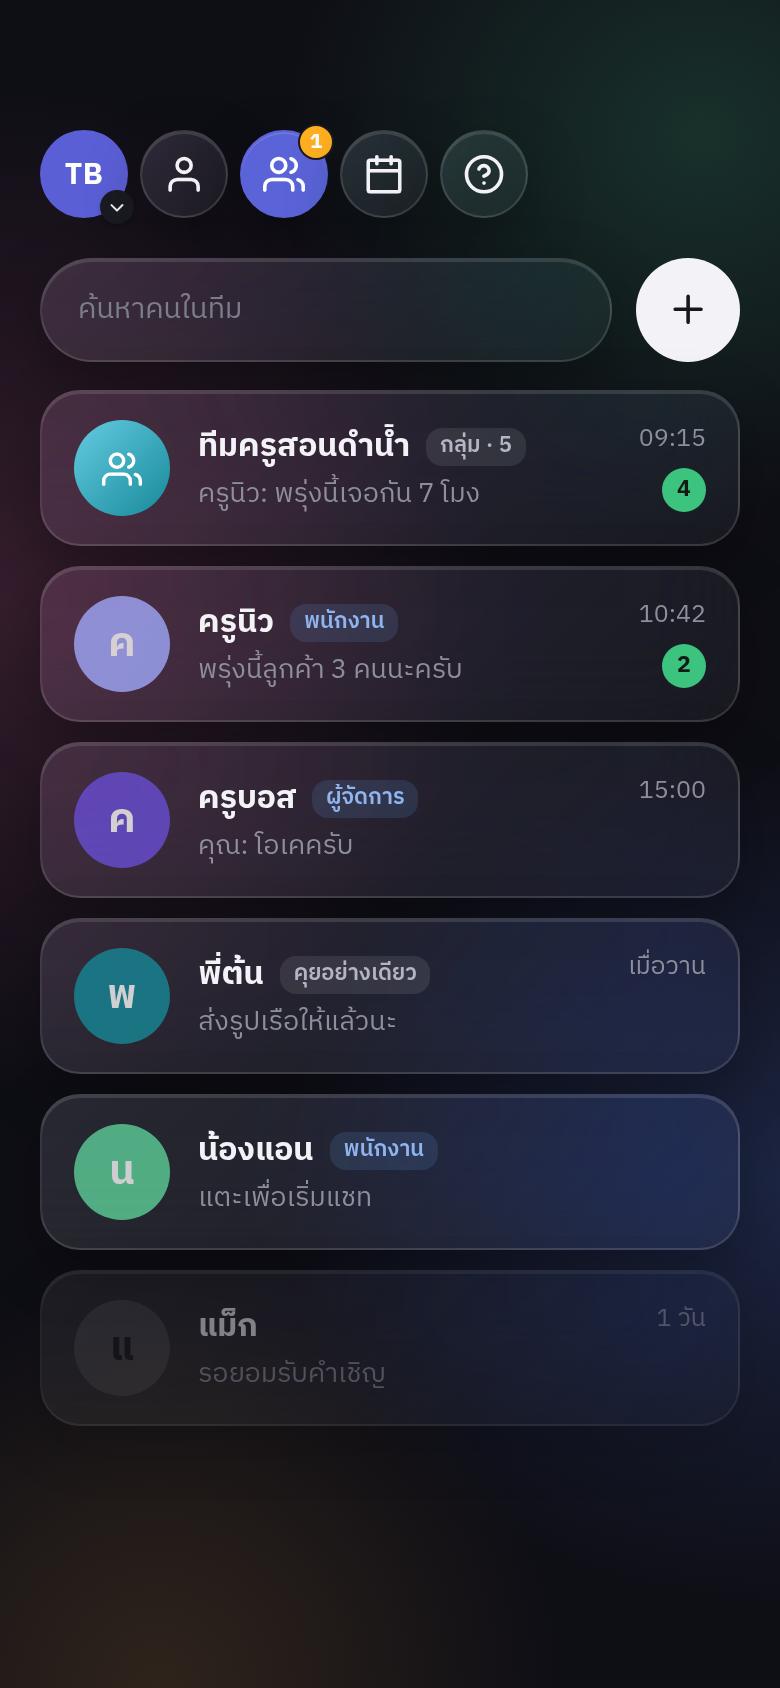 TB
1
ค้นหาคนในทีม
ทีมครูสอนดำน้ำ กลุ่ม · 5 09:15
ครูนิว: พรุ่งนี้เจอกัน 7 โมง 4
ค ครูนิว พนักงาน 10:42
พรุ่งนี้ลูกค้า 3 คนนะครับ 2
ค ครูบอส ผู้จัดการ 15:00
คุณ: โอเคครับ
พ พี่ต้น คุยอย่างเดียว เมื่อวาน
ส่งรูปเรือให้แล้วนะ
น น้องแอน พนักงาน
แตะเพื่อเริ่มแชท
แ แม็ก 1 วัน
รอยอมรับคำเชิญ